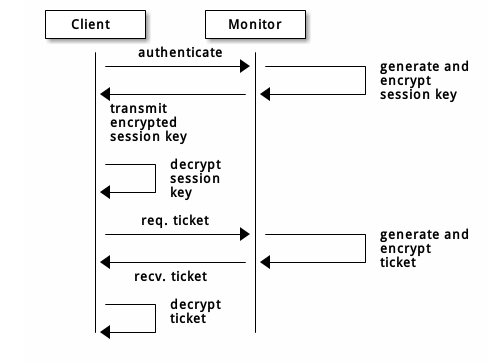 Client
Monitor
authenticate
generate and
encrypt
session key
transmit
encrypted
session key
decrypt
session
key
req. ticket
generate and
encrypt
ticket
recv. ticket
decrypt
ticket